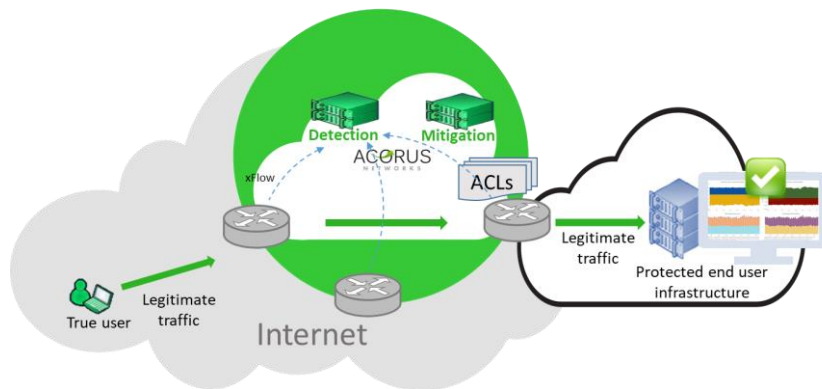 Detection
Mitigation
ACORUS
NETWORKS
xFlow
ACLs
Legitimate
traffic
Protected end user
infrastructure
Legitimate
traffic
True user
Internet